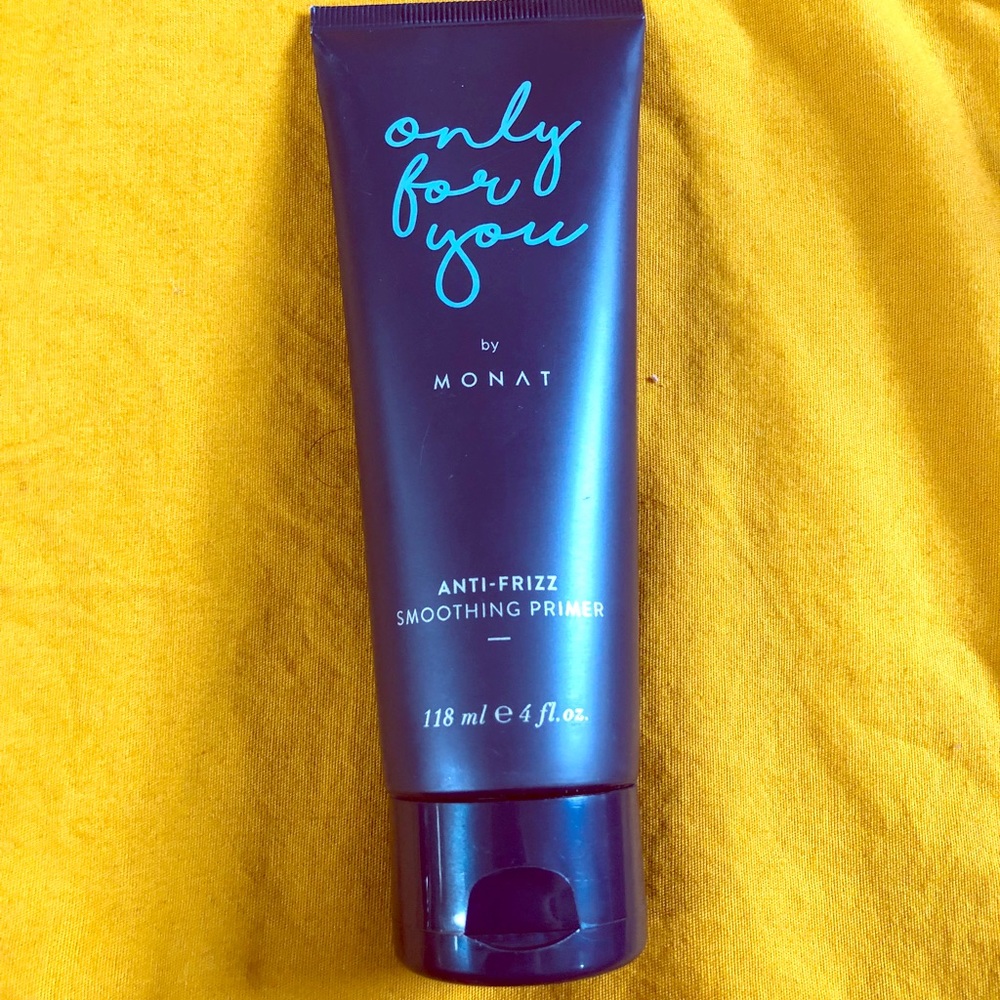 only
for
you
by
MONAT
ANTI-FRIZZ
SMOOTHING PRIMER
118 ml ℮ 4 fl.oz.